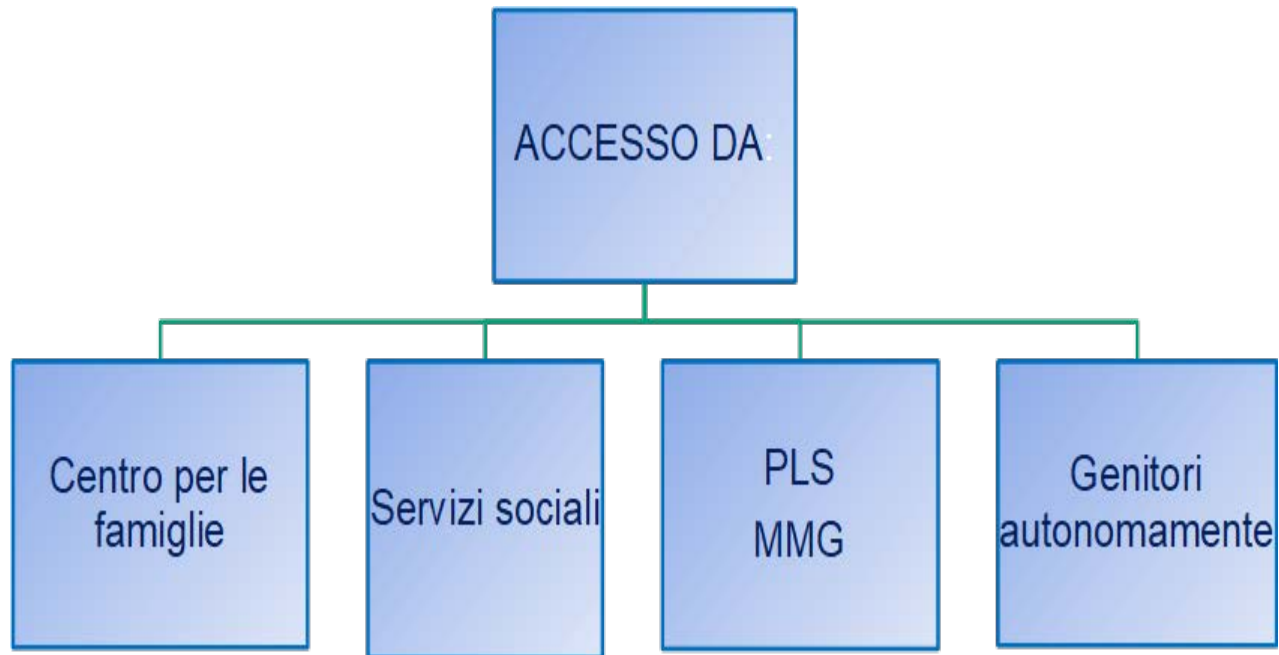 ACCESSO DA:
Centro per le
famiglie
Servizi sociali
PLS
MMG
Genitori
autonomamente